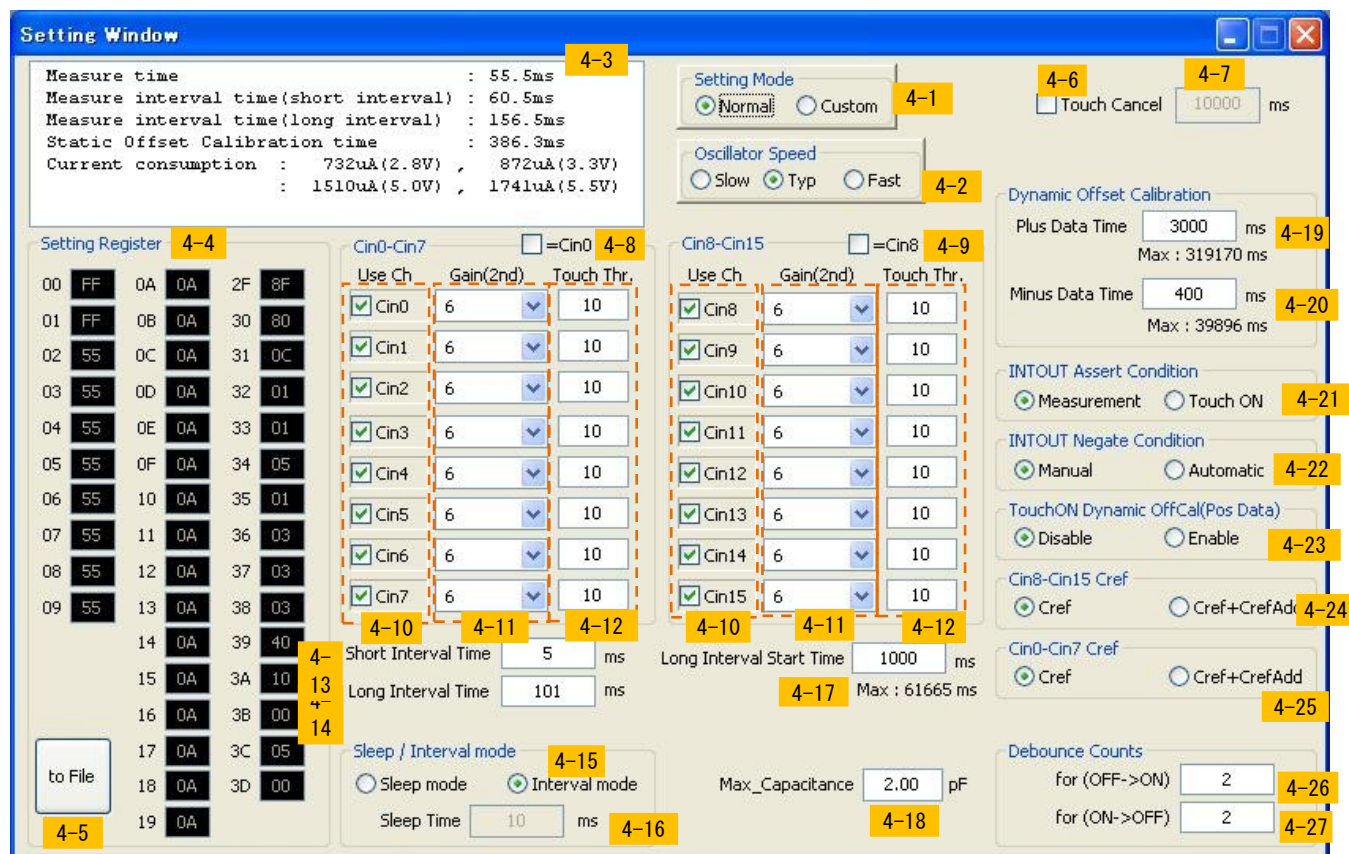 Setting Window
Measure time : 55.5ms
4-3
Measure interval time(short interval) : 60.5ms
Measure interval time(long interval) : 156.5ms
Static Offset Calibration time : 386.3ms
Current consumption : 732uA(2.8V) , 872uA(3.3V)
: 1510uA(5.0V) , 1741uA(5.5V)
Setting Mode
Normal Custom 4-1
Oscillator Speed
Slow Typ Fast 4-2
4-6 4-7
Touch Cancel 10000 ms
Setting Register 4-4
00 FF 0A 0A 2F 8F
01 FF 0B 0A 30 80
02 55 0C 0A 31 0C
03 55 0D 0A 32 01
04 55 0E 0A 33 01
05 55 0F 0A 34 05
06 55 10 0A 35 01
07 55 11 0A 36 03
08 55 12 0A 37 03
09 55 13 0A 38 03
14 0A 39 40
15 0A 3A 10
16 0A 3B 00
17 0A 3C 05
18 0A 3D 00
19 0A
to File
4-5
Cin0-Cin7 =Cin0 4-8
Use Ch Gain(2nd) Touch Thr.
Cin0 6 10
Cin1 6 10
Cin2 6 10
Cin3 6 10
Cin4 6 10
Cin5 6 10
Cin6 6 10
Cin7 6 10
4-10 4-11 4-12
Cin8-Cin15 =Cin8 4-9
Use Ch Gain(2nd) Touch Thr.
Cin8 6 10
Cin9 6 10
Cin10 6 10
Cin11 6 10
Cin12 6 10
Cin13 6 10
Cin14 6 10
Cin15 6 10
4-10 4-11 4-12
4-
13
Short Interval Time 5 ms
4-
14
Long Interval Time 101 ms
Long Interval Start Time 1000 ms
4-17 Max : 61665 ms
Sleep / Interval mode 4-15
Sleep mode Interval mode
Sleep Time 10 ms 4-16
Max_Capacitance 2.00 pF
4-18
Dynamic Offset Calibration
Plus Data Time 3000 ms 4-19
Max : 319170 ms
Minus Data Time 400 ms 4-20
Max : 39896 ms
INTOUT Assert Condition
Measurement Touch ON 4-21
INTOUT Negate Condition
Manual Automatic 4-22
TouchON Dynamic OffCal(Pos Data)
Disable Enable 4-23
Cin8-Cin15 Cref
Cref Cref+CrefAdd 4-24
Cin0-Cin7 Cref
Cref Cref+CrefAdd
4-25
Debounce Counts
for (OFF->ON) 2 4-26
for (ON->OFF) 2 4-27